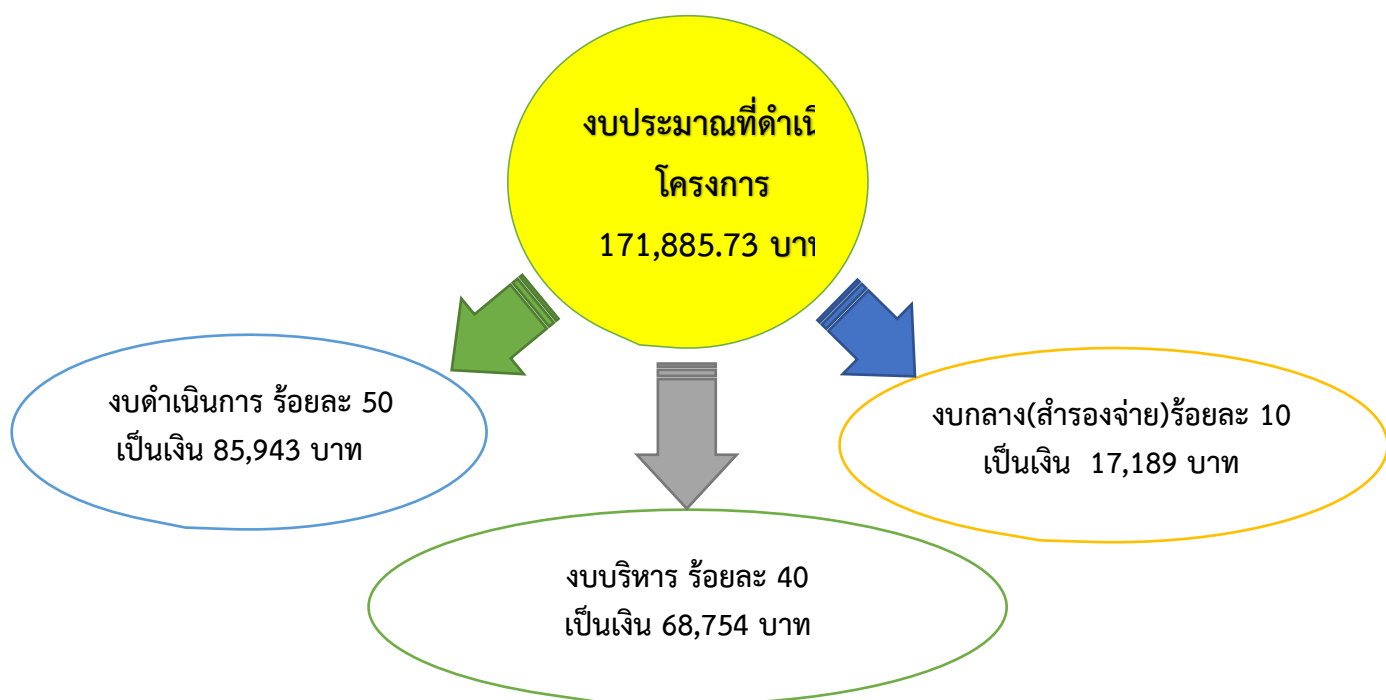 งบประมาณที่ดำเนิ
โครงการ
171,885.73 บาท
งบดำเนินการ ร้อยละ 50
เป็นเงิน 85,943 บาท
งบกลาง(สำรองจ่าย)ร้อยละ 10
เป็นเงิน 17,189 บาท
งบบริหาร ร้อยละ 40
เป็นเงิน 68,754 บาท